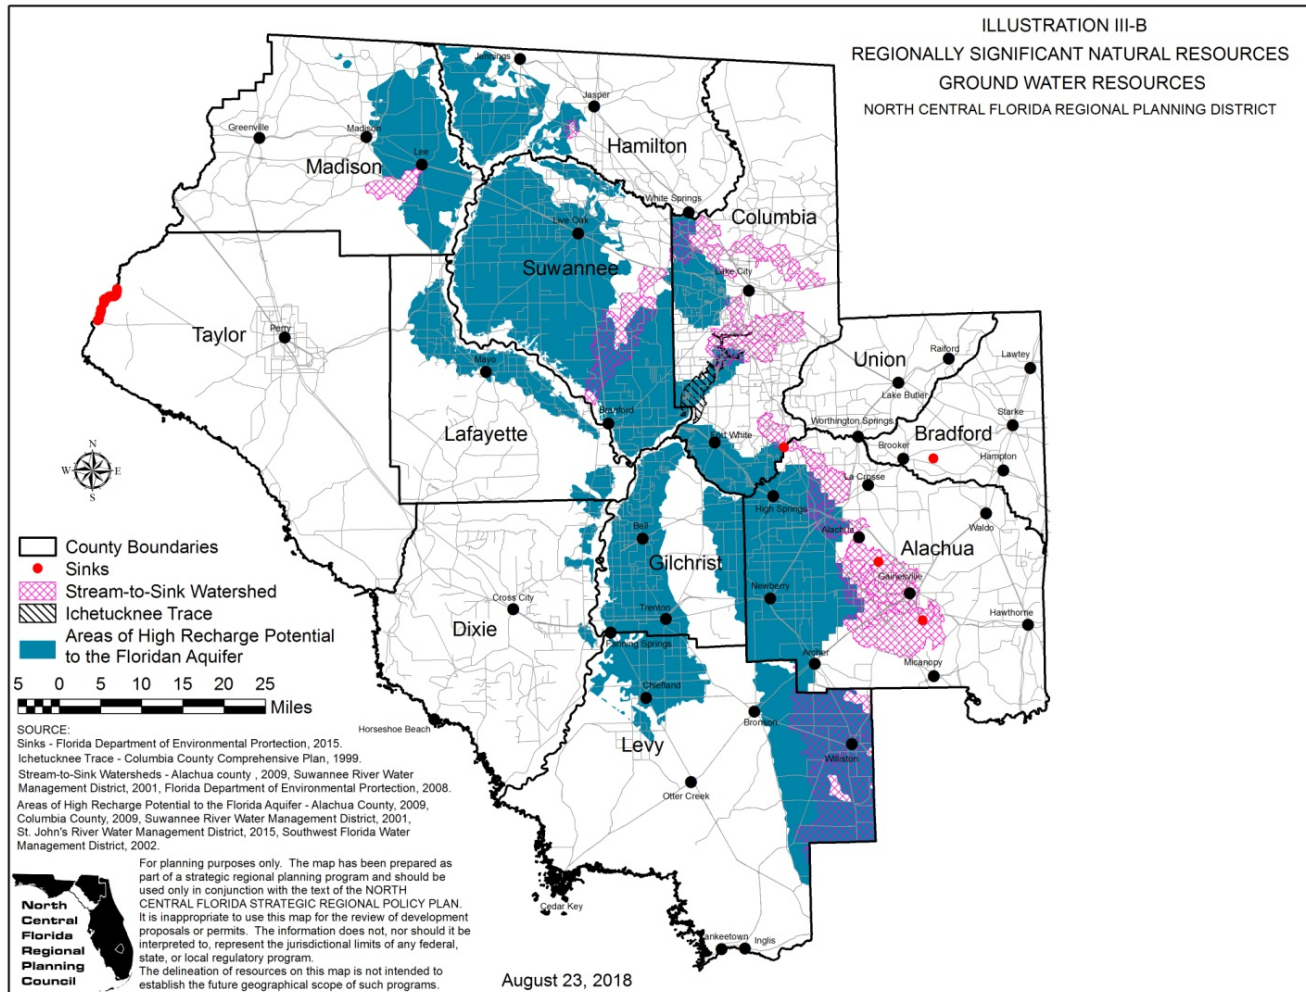 ILLUSTRATION III-B
REGIONALLY SIGNIFICANT NATURAL RESOURCES
GROUND WATER RESOURCES
NORTH CENTRAL FLORIDA REGIONAL PLANNING DISTRICT
Jennings
Jasper
Greenville
Madison
Hamilton
Lee
Madison
White Springs
Columbia
Live Oak
Suwannee
Lake City
Taylor
Perry
Mayo
Union
Raiford
Lawtey
Lake Butler
Branford
Starke
Worthington Springs
Lafayette
Fort White
Bradford
Brooker
Hampton
N
W E
S
La Crosse
High Springs
Waldo
Bell
Alachua
Alachua
Gilchrist
Gainesville
Newberry
Cross City
Trenton
Hawthorne
Dixie
Fanning Springs
Archer
Micanopy
Chiefland
Bronson
Horseshoe Beach
Levy
Williston
Otter Creek
Cedar Key
Inglis
County Boundaries
Sinks
Stream-to-Sink Watershed
Ichetucknee Trace
Areas of High Recharge Potential
to the Floridan Aquifer
5 0 5 10 15 20 25
Miles
SOURCE:
Sinks - Florida Department of Environmental Prortection, 2015.
Ichetucknee Trace - Columbia County Comprehensive Plan, 1999.
Stream-to-Sink Watersheds - Alachua county , 2009, Suwannee River Water
Management District, 2001, Florida Department of Environmental Protection, 2008.
Areas of High Recharge Potential to the Florida Aquifer - Alachua County, 2009,
Columbia County, 2009, Suwannee River Water Management District, 2001,
St. John's River Water Management District, 2015, Southwest Florida Water
Management District, 2002.
For planning purposes only. The map has been prepared as
part of a strategic regional planning program and should be
used only in conjunction with the text of the NORTH
CENTRAL FLORIDA STRATEGIC REGIONAL POLICY PLAN.
It is inappropriate to use this map for the review of development
proposals or permits. The information does not, nor should it be
interpreted to, represent the jurisdictional limits of any federal,
state, or local regulatory program.
The delineation of resources on this map is not intended to
establish the future geographical scope of such programs.
North
Central
Florida
Regional
Planning
Council
August 23, 2018